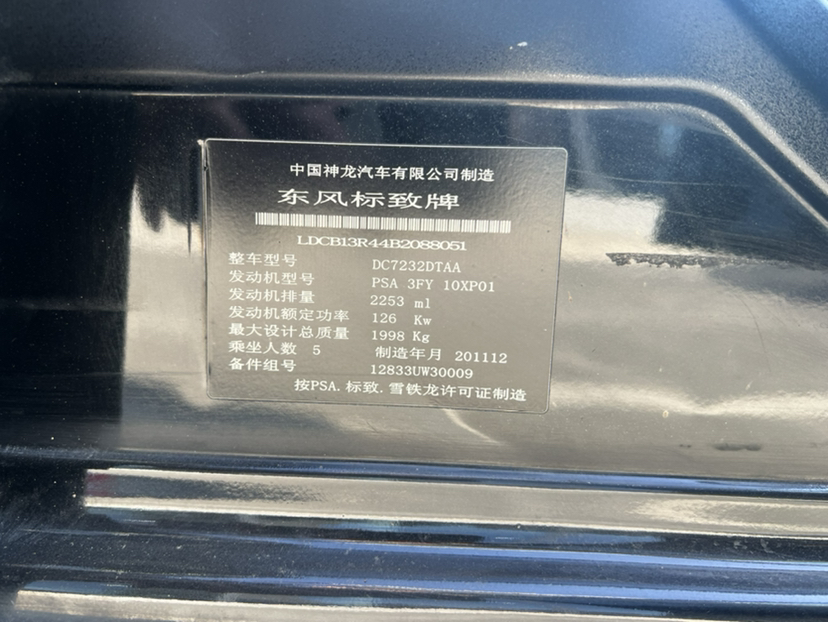 中国神龙汽车有限公司制造
东风标致牌
LDCB13R44B2088051
整车型号 DC7232DTAA
发动机型号 PSA 3FY 10XP01
发动机排量 2253 ml
发动机额定功率 126 Kw
最大设计总质量 1998 Kg
乘坐人数 5 制造年月 201112
备件组号 12833UW30009
按PSA.标致.雪铁龙许可证制造